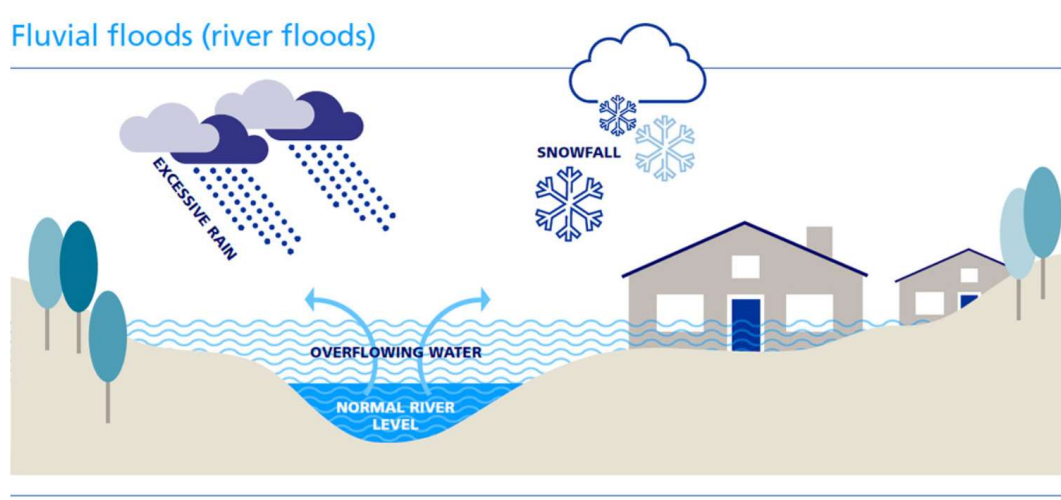 Fluvial floods (river floods)
EXCESSIVE RAIN
SNOWFALL
OVERFLOWING WATER
NORMAL RIVER
LEVEL